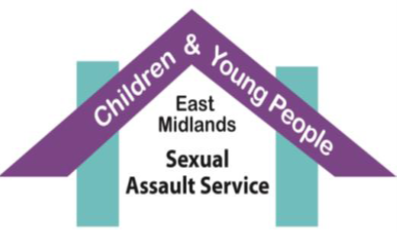 Children & Young People
East
Midlands
Sexual
Assault Service